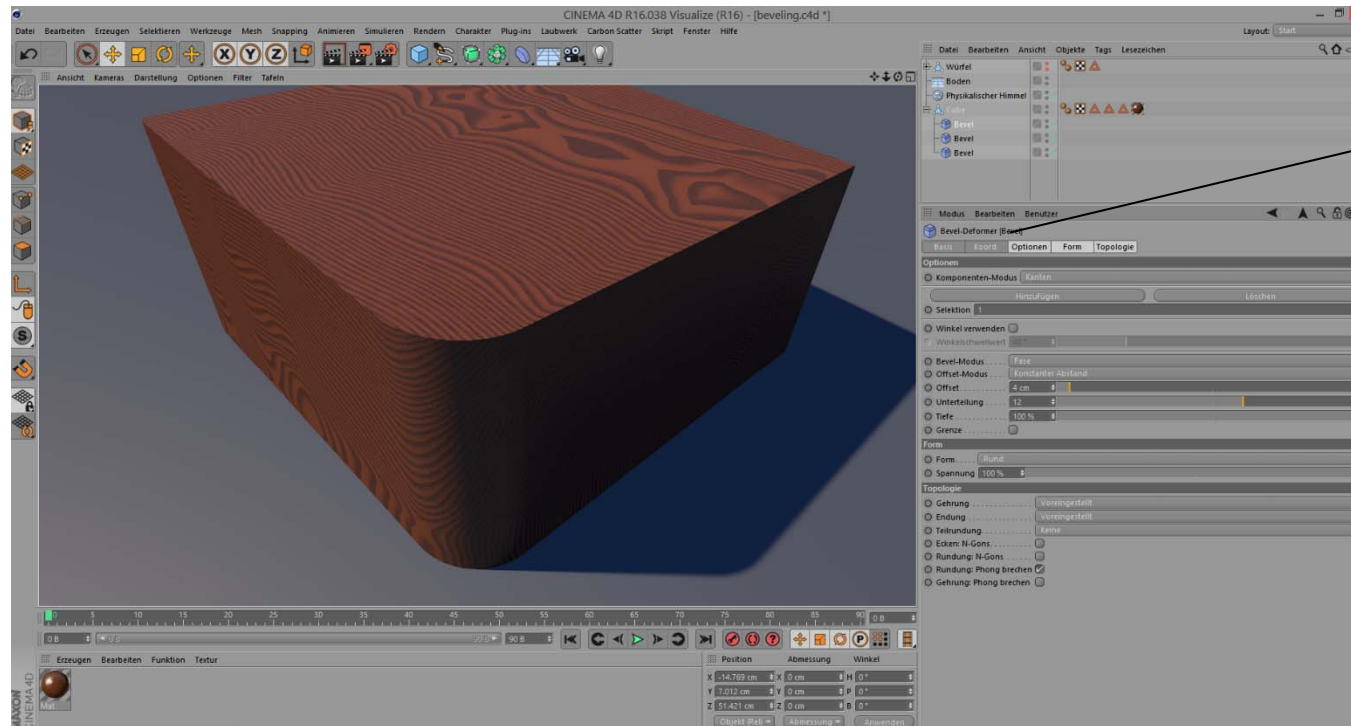 CINEMA 4D R16.038 Visualize (R16) - [beveling.c4d *]
Datei Bearbeiten Erzeugen Selektieren Werkzeuge Mesh Snapping Animieren Simulieren Rendern Charakter Plug-ins Laubwerk Carbon Scatter Skript Fenster Hilfe
Layout: Start
Datei Bearbeiten Ansicht Objekte Tags Lesezeichen
Ansicht Kameras Darstellung Optionen Filter Tafeln
Würfel
Boden
Physikalischer Himmel
Cube
Bevel
Bevel
Bevel
Modus Bearbeiten Benutzer
Bevel-Deformer [Bevel]
Basis Koord. Optionen Form Topologie
Optionen
Komponenten-Modus Kanten
Hinzufügen Löschen
Selektion 1
Winkel verwenden
Winkelschwellwert
Bevel-Modus Fase
Offset-Modus Konstanter Abstand
Offset 4 cm
Unterteilung 12
Tiefe 100 %
Grenze
Form
Form Rund
Spannung 100 %
Topologie
Gehrung Voreingestellt
Endung Voreingestellt
Teilrundung Keine
Ecken: N-Gons
Rundung: N-Gons
Rundung: Phong brechen
Gehrung: Phong brechen
0 5 10 15 20 25 30 35 40 45 50 55 60 65 70 75 80 85 90 0 B
0 B 90 B
Erzeugen Bearbeiten Funktion Textur
Mat
Position Abmessung Winkel
X -14.769 cm X 0 cm H 0 °
Y 7.012 cm Y 0 cm P 0 °
Z 51.421 cm Z 0 cm B 0 °
Objekt (Rel) Abmessung Anwenden
MAXON
CINEMA 4D